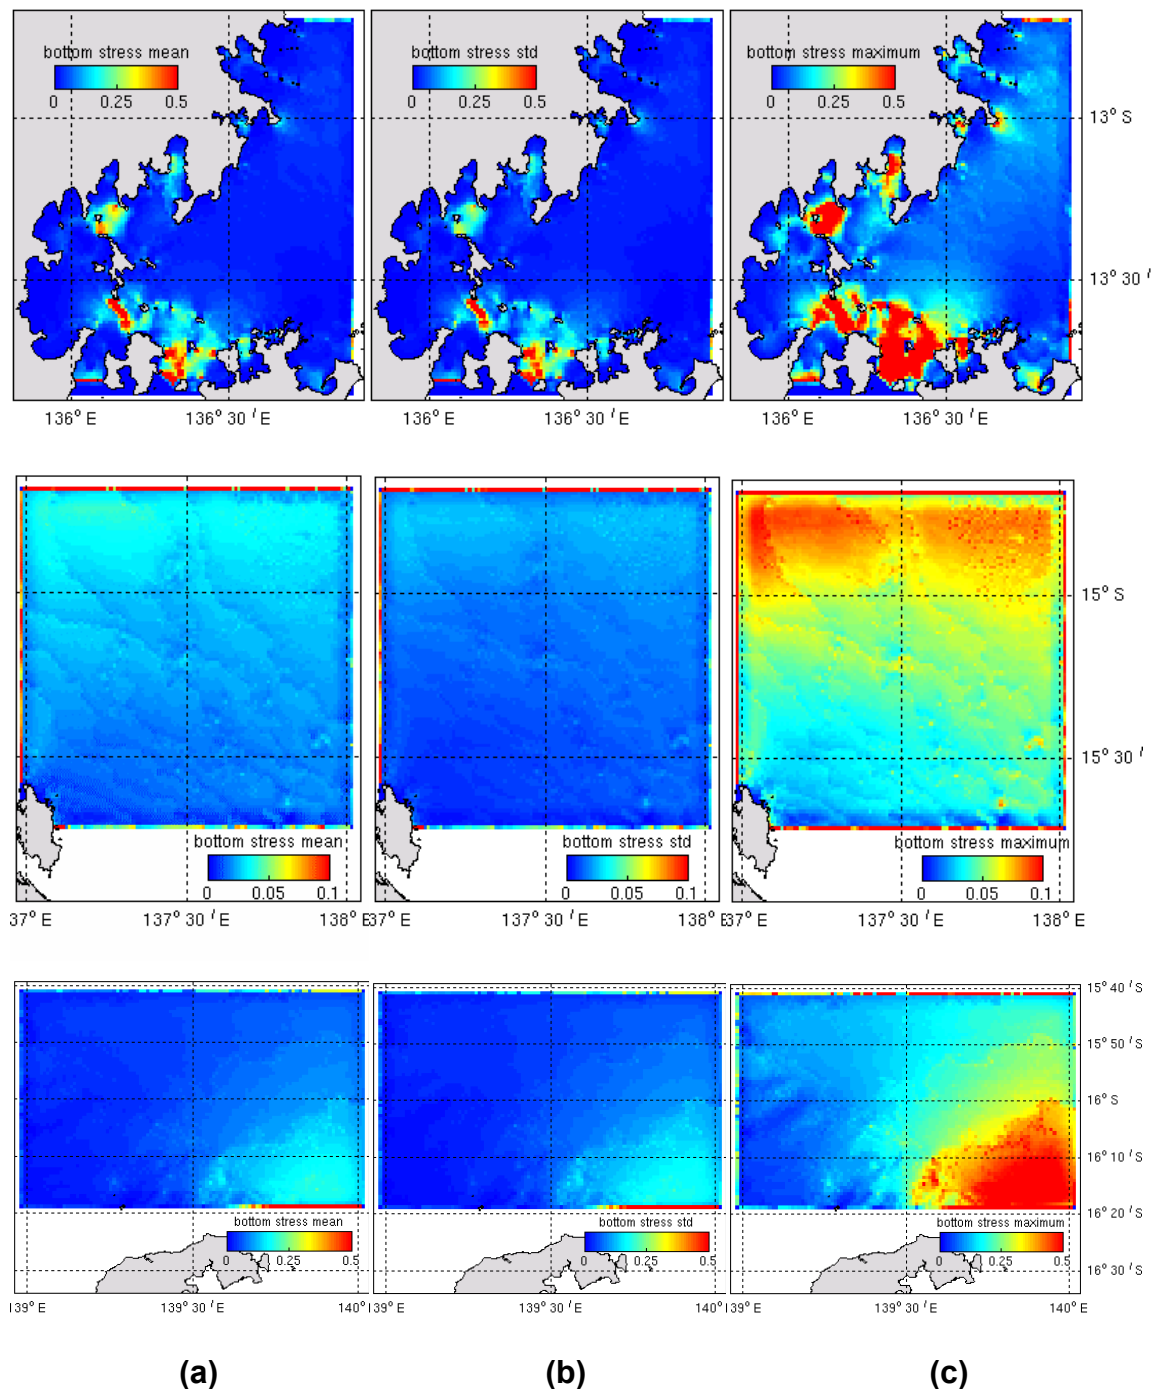 bottom stress mean
0 0.25 0.5
bottom stress std
0 0.25 0.5
bottom stress maximum
0 0.25 0.5
13° S
13° 30 '
136° E 136° 30 ' E
136° E 136° 30 ' E
136° E 136° 30 ' E
15° S
15° 30 '
bottom stress mean
0 0.05 0.1
bottom stress std
0 0.05 0.1
bottom stress maximum
0 0.05 0.1
37° E 137° 30 ' E 138° E
37° E 137° 30 ' E 138° E
37° E 137° 30 ' E 138° E
15° 40 ' S
15° 50 ' S
16° S
16° 10 ' S
16° 20 ' S
16° 30 ' S
bottom stress mean
0 0.25 0.5
bottom stress std
0 0.25 0.5
bottom stress maximum
0 0.25 0.5
139° E 139° 30 ' E 140°
139° E 139° 30 ' E 140°
139° E 139° 30 ' E 140° E
(a) (b) (c)